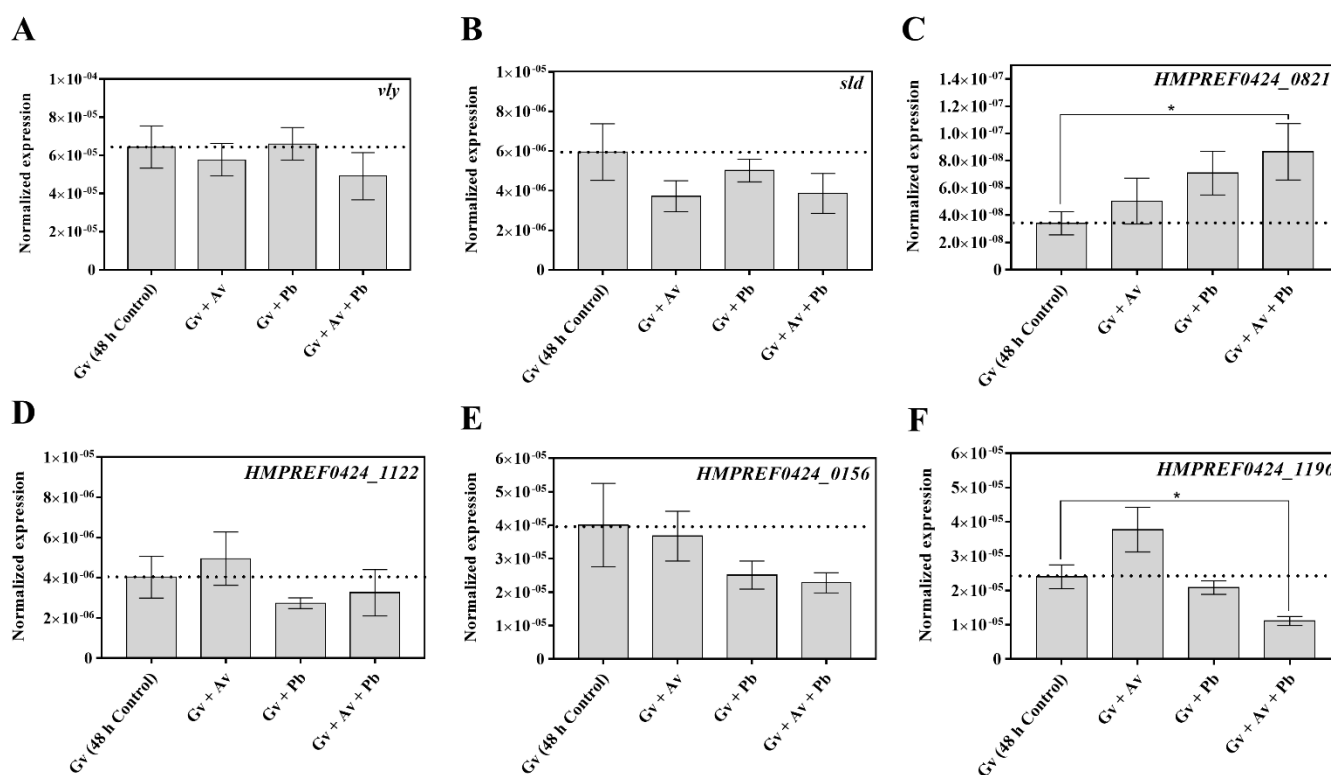 A
Normalized expression
1×10⁻⁰⁴
8×10⁻⁰⁵
6×10⁻⁰⁵
4×10⁻⁰⁵
2×10⁻⁰⁵
0
vly
Gv (48 h Control)
Gv + Av
Gv + Pb
Gv + Av + Pb
B
Normalized expression
1×10⁻⁰⁵
8×10⁻⁰⁶
6×10⁻⁰⁶
4×10⁻⁰⁶
2×10⁻⁰⁶
0
sld
Gv (48 h Control)
Gv + Av
Gv + Pb
Gv + Av + Pb
C
Normalized expression
1.4×10⁻⁰⁷
1.2×10⁻⁰⁷
1.0×10⁻⁰⁷
8.0×10⁻⁰⁸
6.0×10⁻⁰⁸
4.0×10⁻⁰⁸
2.0×10⁻⁰⁸
0
HMPREF0424_0821
*
Gv (48 h Control)
Gv + Av
Gv + Pb
Gv + Av + Pb
D
Normalized expression
1×10⁻⁰⁵
8×10⁻⁰⁶
6×10⁻⁰⁶
4×10⁻⁰⁶
2×10⁻⁰⁶
0
HMPREF0424_1122
Gv (48 h Control)
Gv + Av
Gv + Pb
Gv + Av + Pb
E
Normalized expression
6×10⁻⁰⁵
5×10⁻⁰⁵
4×10⁻⁰⁵
3×10⁻⁰⁵
2×10⁻⁰⁵
1×10⁻⁰⁵
0
HMPREF0424_0156
Gv (48 h Control)
Gv + Av
Gv + Pb
Gv + Av + Pb
F
Normalized expression
6×10⁻⁰⁵
5×10⁻⁰⁵
4×10⁻⁰⁵
3×10⁻⁰⁵
2×10⁻⁰⁵
1×10⁻⁰⁵
0
HMPREF0424_1196
*
Gv (48 h Control)
Gv + Av
Gv + Pb
Gv + Av + Pb